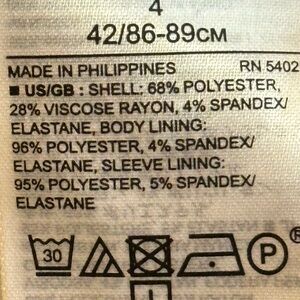 4
42/86-89CM
MADE IN PHILIPPINES RN 5402
■ US/GB : SHELL: 68% POLYESTER,
28% VISCOSE RAYON, 4% SPANDEX/
ELASTANE, BODY LINING:
96% POLYESTER, 4% SPANDEX/
ELASTANE, SLEEVE LINING:
95% POLYESTER, 5% SPANDEX/
ELASTANE
30 P ®